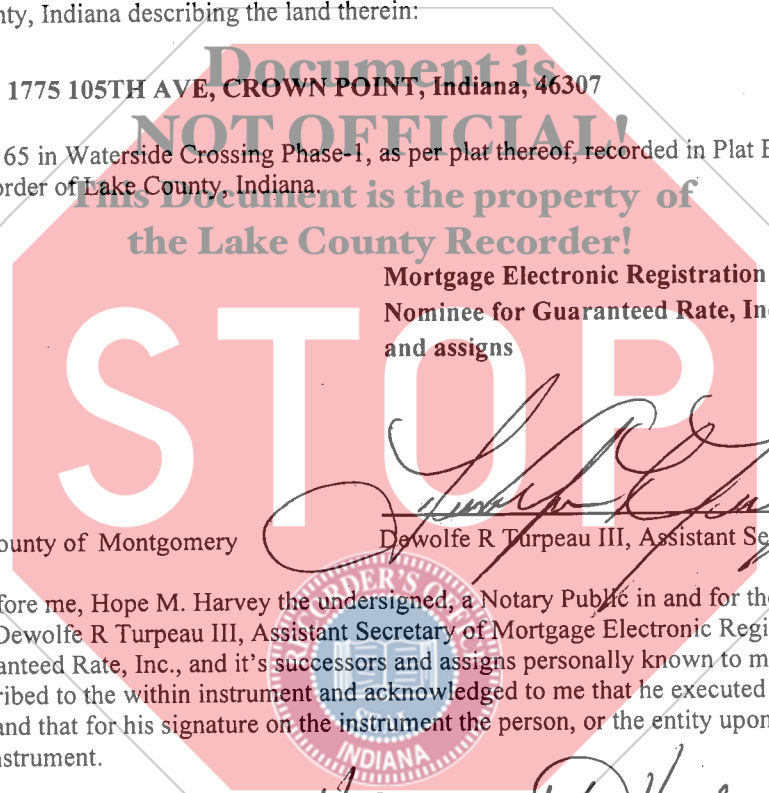 nty, Indiana describing the land therein:
Document is
1775 105TH AVE, CROWN POINT, Indiana, 46307
NOT OFFICIAL!
65 in Waterside Crossing Phase-1, as per plat thereof, recorded in Plat B
order of Lake County, Indiana.
his Document is the property of
the Lake County Recorder!
Mortgage Electronic Registration
Nominee for Guaranteed Rate, Inc
and assigns
STOP
ounty of Montgomery
Dewolfe R Turpeau III, Assistant Se
RECORDER'S OFFICE
fore me, Hope M. Harvey the undersigned, a Notary Public in and for the
Dewolfe R Turpeau III, Assistant Secretary of Mortgage Electronic Regi
anteed Rate, Inc., and it's successors and assigns personally known to m
ribed to the within instrument and acknowledged to me that he executed
and that for his signature on the instrument the person, or the entity upon
nstrument.
INDIANA